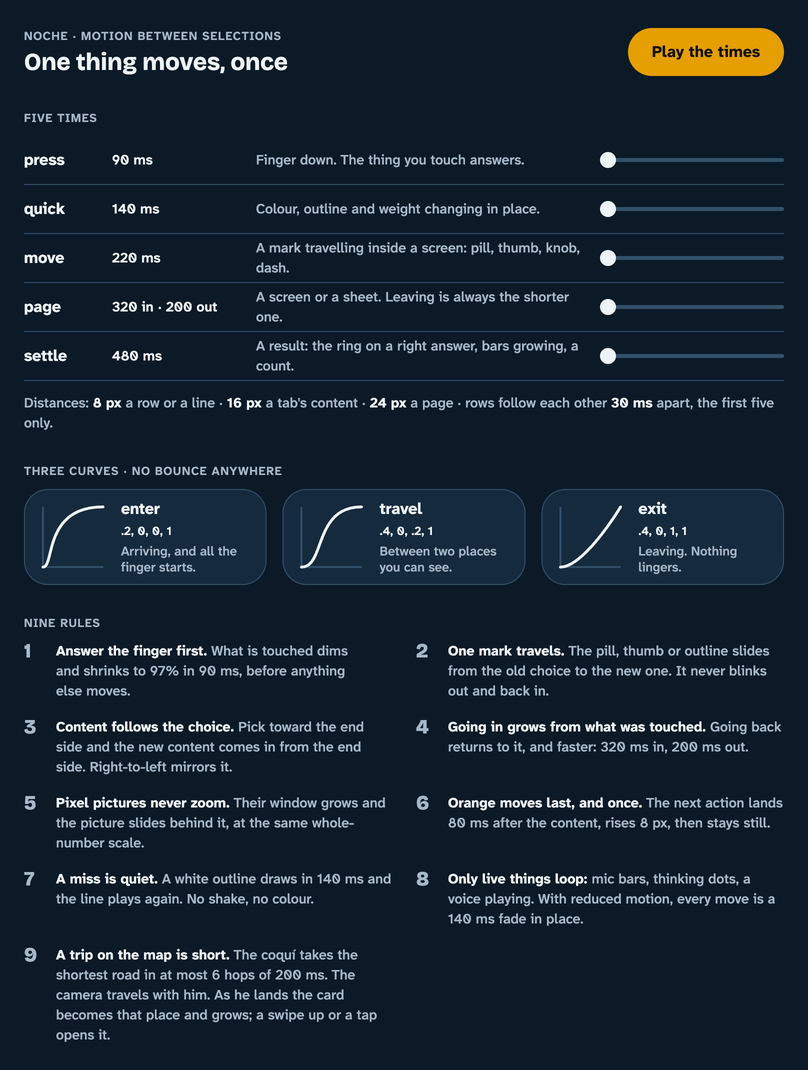 NOCHE · MOTION BETWEEN SELECTIONS
One thing moves, once
Play the times
FIVE TIMES
press
90 ms
Finger down. The thing you touch answers.
quick
140 ms
Colour, outline and weight changing in place.
move
220 ms
A mark travelling inside a screen: pill, thumb, knob,
dash.
page
320 in · 200 out
A screen or a sheet. Leaving is always the shorter
one.
settle
480 ms
A result: the ring on a right answer, bars growing, a
count.
Distances: 8 px a row or a line · 16 px a tab's content · 24 px a page · rows follow each other 30 ms apart, the first five
only.
THREE CURVES · NO BOUNCE ANYWHERE
enter
.2, 0, 0, 1
Arriving, and all the
finger starts.
travel
.4, 0, .2, 1
Between two places
you can see.
exit
.4, 0, 1, 1
Leaving. Nothing
lingers.
NINE RULES
1
Answer the finger first. What is touched dims
and shrinks to 97% in 90 ms, before anything
else moves.
2
One mark travels. The pill, thumb or outline slides
from the old choice to the new one. It never blinks
out and back in.
3
Content follows the choice. Pick toward the end
side and the new content comes in from the end
side. Right-to-left mirrors it.
4
Going in grows from what was touched. Going back
returns to it, and faster: 320 ms in, 200 ms out.
5
Pixel pictures never zoom. Their window grows and
the picture slides behind it, at the same whole-
number scale.
6
Orange moves last, and once. The next action lands
80 ms after the content, rises 8 px, then stays still.
7
A miss is quiet. A white outline draws in 140 ms and
the line plays again. No shake, no colour.
8
Only live things loop: mic bars, thinking dots, a
voice playing. With reduced motion, every move is a
140 ms fade in place.
9
A trip on the map is short. The coquí takes the
shortest road in at most 6 hops of 200 ms. The
camera travels with him. As he lands the card
becomes that place and grows; a swipe up or a tap
opens it.